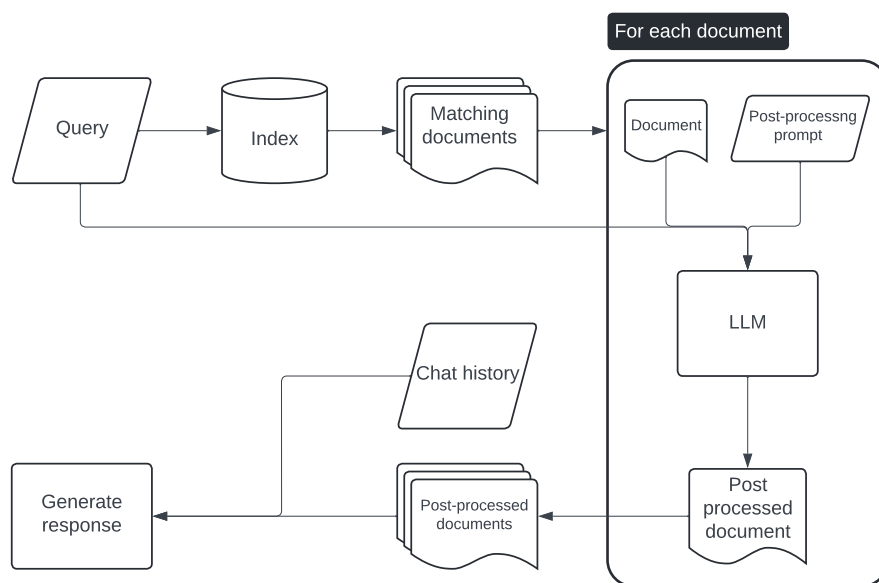 For each document
Query
Index
Matching
documents
Document
Post-processng
prompt
LLM
Chat history
Generate
response
Post-processed
documents
Post
processed
document